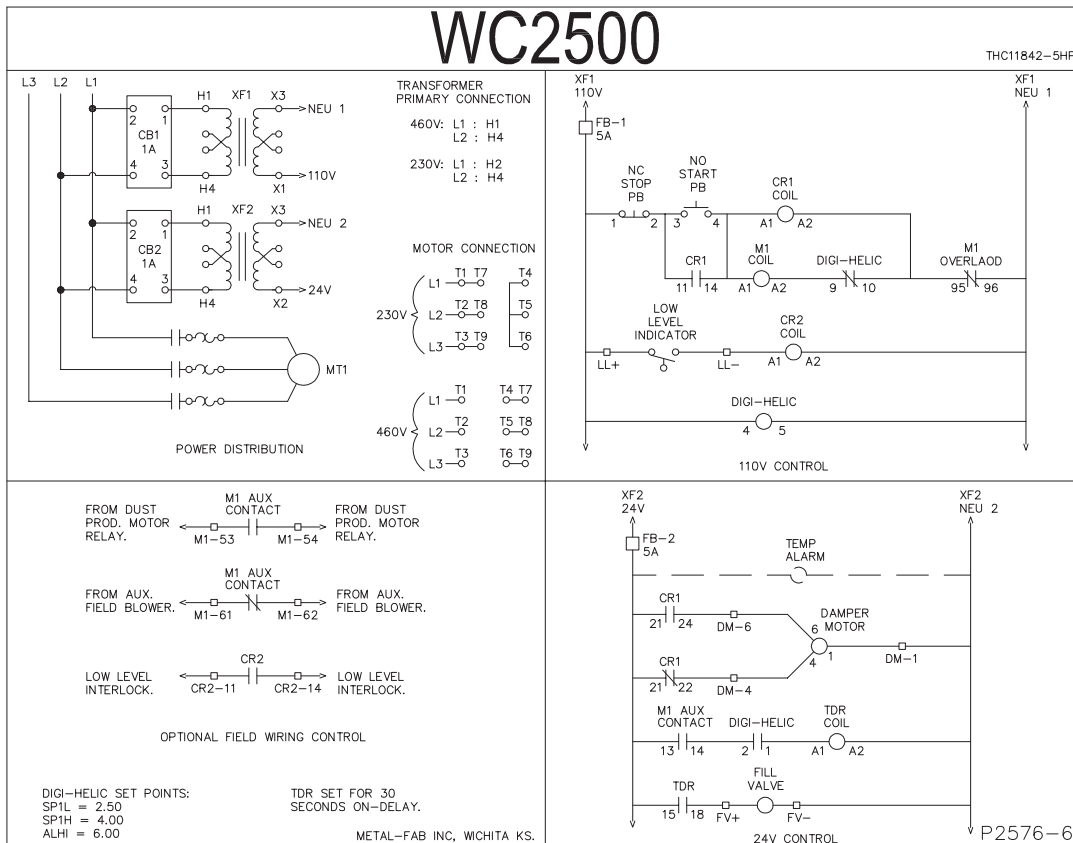 WC2500
THC11842-5HP
L3 L2 L1
H1 XF1 X3
NEU 1
2 1
CB1
1A
4 3
110V
H4 X1
H1 XF2 X3
NEU 2
2 1
CB2
1A
4 3
24V
H4 X2
MT1
POWER DISTRIBUTION
TRANSFORMER
PRIMARY CONNECTION
460V: L1 : H1
L2 : H4
230V: L1 : H2
L2 : H4
MOTOR CONNECTION
T1 T7 T4
L1
230V
T2 T8 T5
L2
T3 T9 T6
L3
460V
T1 T4 T7
L1
T2 T5 T8
L2
T3 T6 T9
L3
XF1
110V
XF1
NEU 1
FB-1
5A
NC
STOP
PB
NO
START
PB
CR1
COIL
1 2 3 4 A1 A2
CR1
M1
COIL
DIGI-HELIC
M1
OVERLAOD
11 14 A1 A2 9 10 95 96
LOW
LEVEL
INDICATOR
CR2
COIL
LL+ LL- A1 A2
DIGI-HELIC
4 5
110V CONTROL
FROM DUST
PROD. MOTOR
RELAY.
M1 AUX
CONTACT
M1-53 M1-54
FROM DUST
PROD. MOTOR
RELAY.
FROM AUX.
FIELD BLOWER.
M1 AUX
CONTACT
M1-61 M1-62
FROM AUX.
FIELD BLOWER.
LOW LEVEL
INTERLOCK.
CR2
CR2-11 CR2-14
LOW LEVEL
INTERLOCK.
OPTIONAL FIELD WIRING CONTROL
DIGI-HELIC SET POINTS:
SP1L = 2.50
SP1H = 4.00
ALHI = 6.00
TDR SET FOR 30
SECONDS ON-DELAY.
METAL-FAB INC, WICHITA KS.
XF2
24V
XF2
NEU 2
FB-2
5A
TEMP
ALARM
CR1
21 24 DM-6
DAMPER
MOTOR
6
4 1
DM-1
CR1
21 22 DM-4
M1 AUX
CONTACT
DIGI-HELIC
TDR
COIL
13 14 2 1 A1 A2
TDR
FILL
VALVE
15 18 FV+ FV-
24V CONTROL
P2576-6